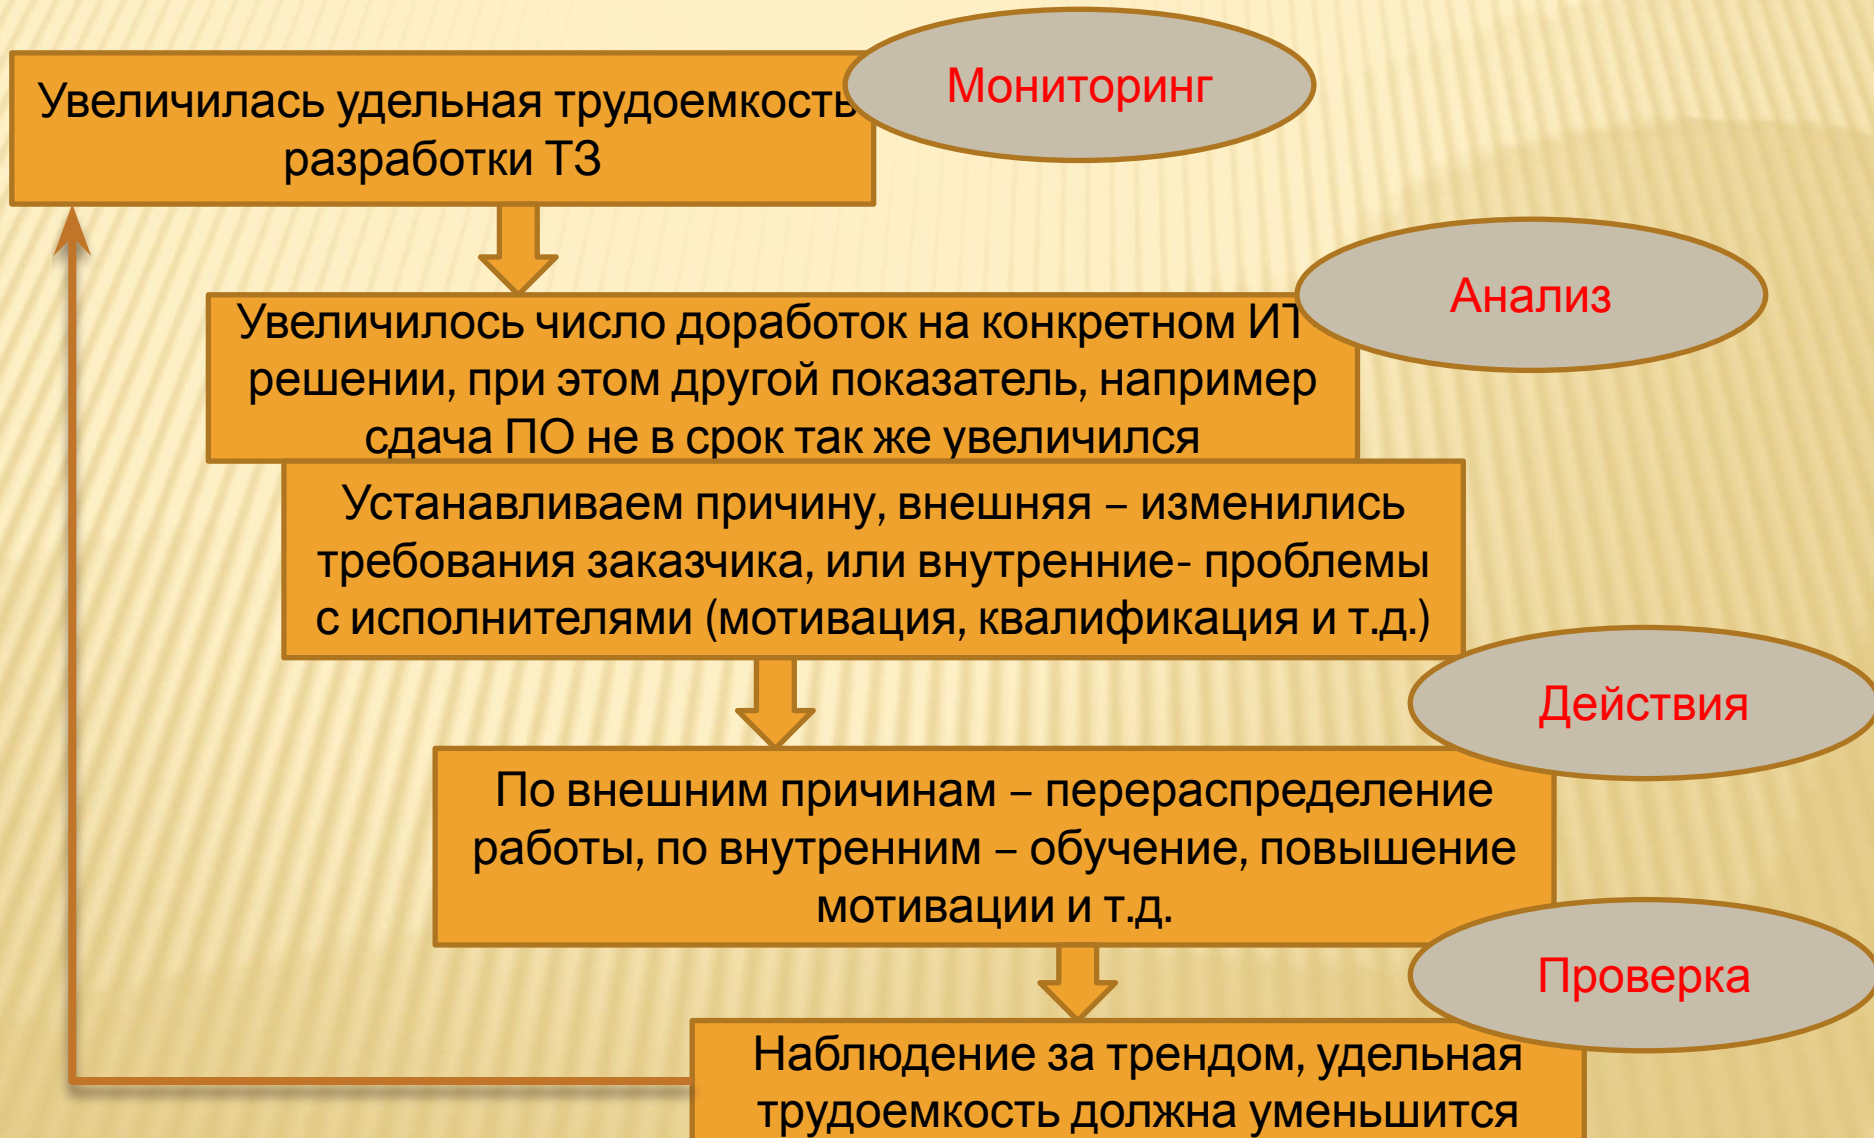 Мониторинг
Увеличилась удельная трудоемкость
разработки ТЗ
Анализ
Увеличилось число доработок на конкретном ИТ
решении, при этом другой показатель, например
сдача ПО не в срок так же увеличился
Устанавливаем причину, внешняя – изменились
требования заказчика, или внутренние- проблемы
с исполнителями (мотивация, квалификация и т.д.)
Действия
По внешним причинам – перераспределение
работы, по внутренним – обучение, повышение
мотивации и т.д.
Проверка
Наблюдение за трендом, удельная
трудоемкость должна уменьшится